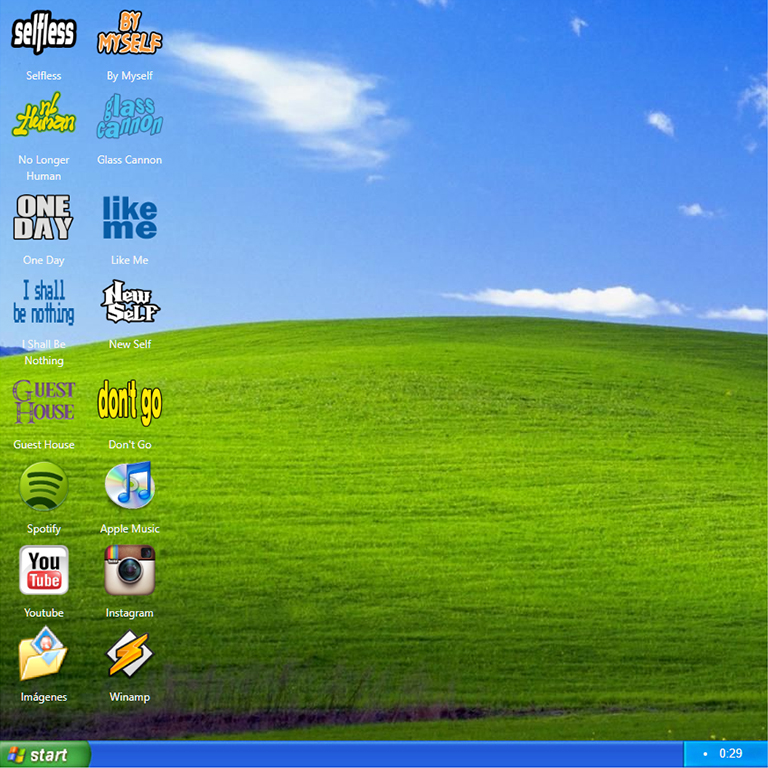 selfless
BY
MYSELF
Selfless
By Myself
nl
Human
glass
cannon
No Longer
Human
Glass Cannon
ONE
DAY
like
me
One Day
Like Me
I shall
be nothing
New
Self
I Shall Be
Nothing
New Self
GUEST
HOUSE
don't go
Guest House
Don't Go
Spotify
Apple Music
You
Tube
Youtube
Instagram
Imágenes
Winamp
start
0:29